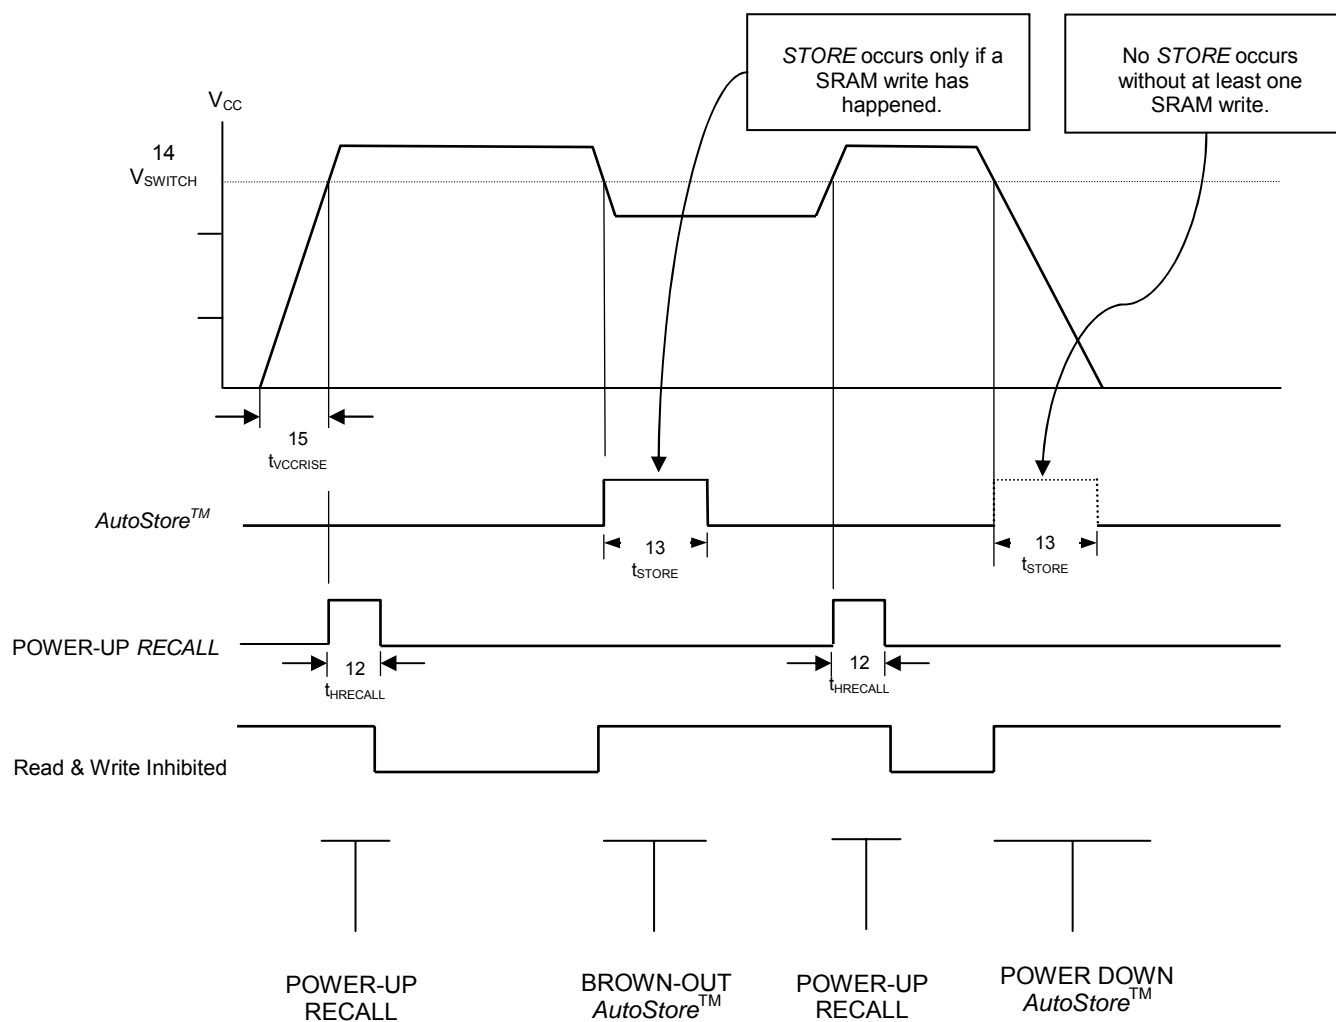 STORE occurs only if a
SRAM write has
happened.
No STORE occurs
without at least one
SRAM write.
VCC
14
VSWITCH
15
tVCCRISE
AutoStoreTM
13
tSTORE
13
tSTORE
POWER-UP RECALL
12
tHRECALL
12
tHRECALL
Read & Write Inhibited
POWER-UP
RECALL
BROWN-OUT
AutoStoreTM
POWER-UP
RECALL
POWER DOWN
AutoStoreTM